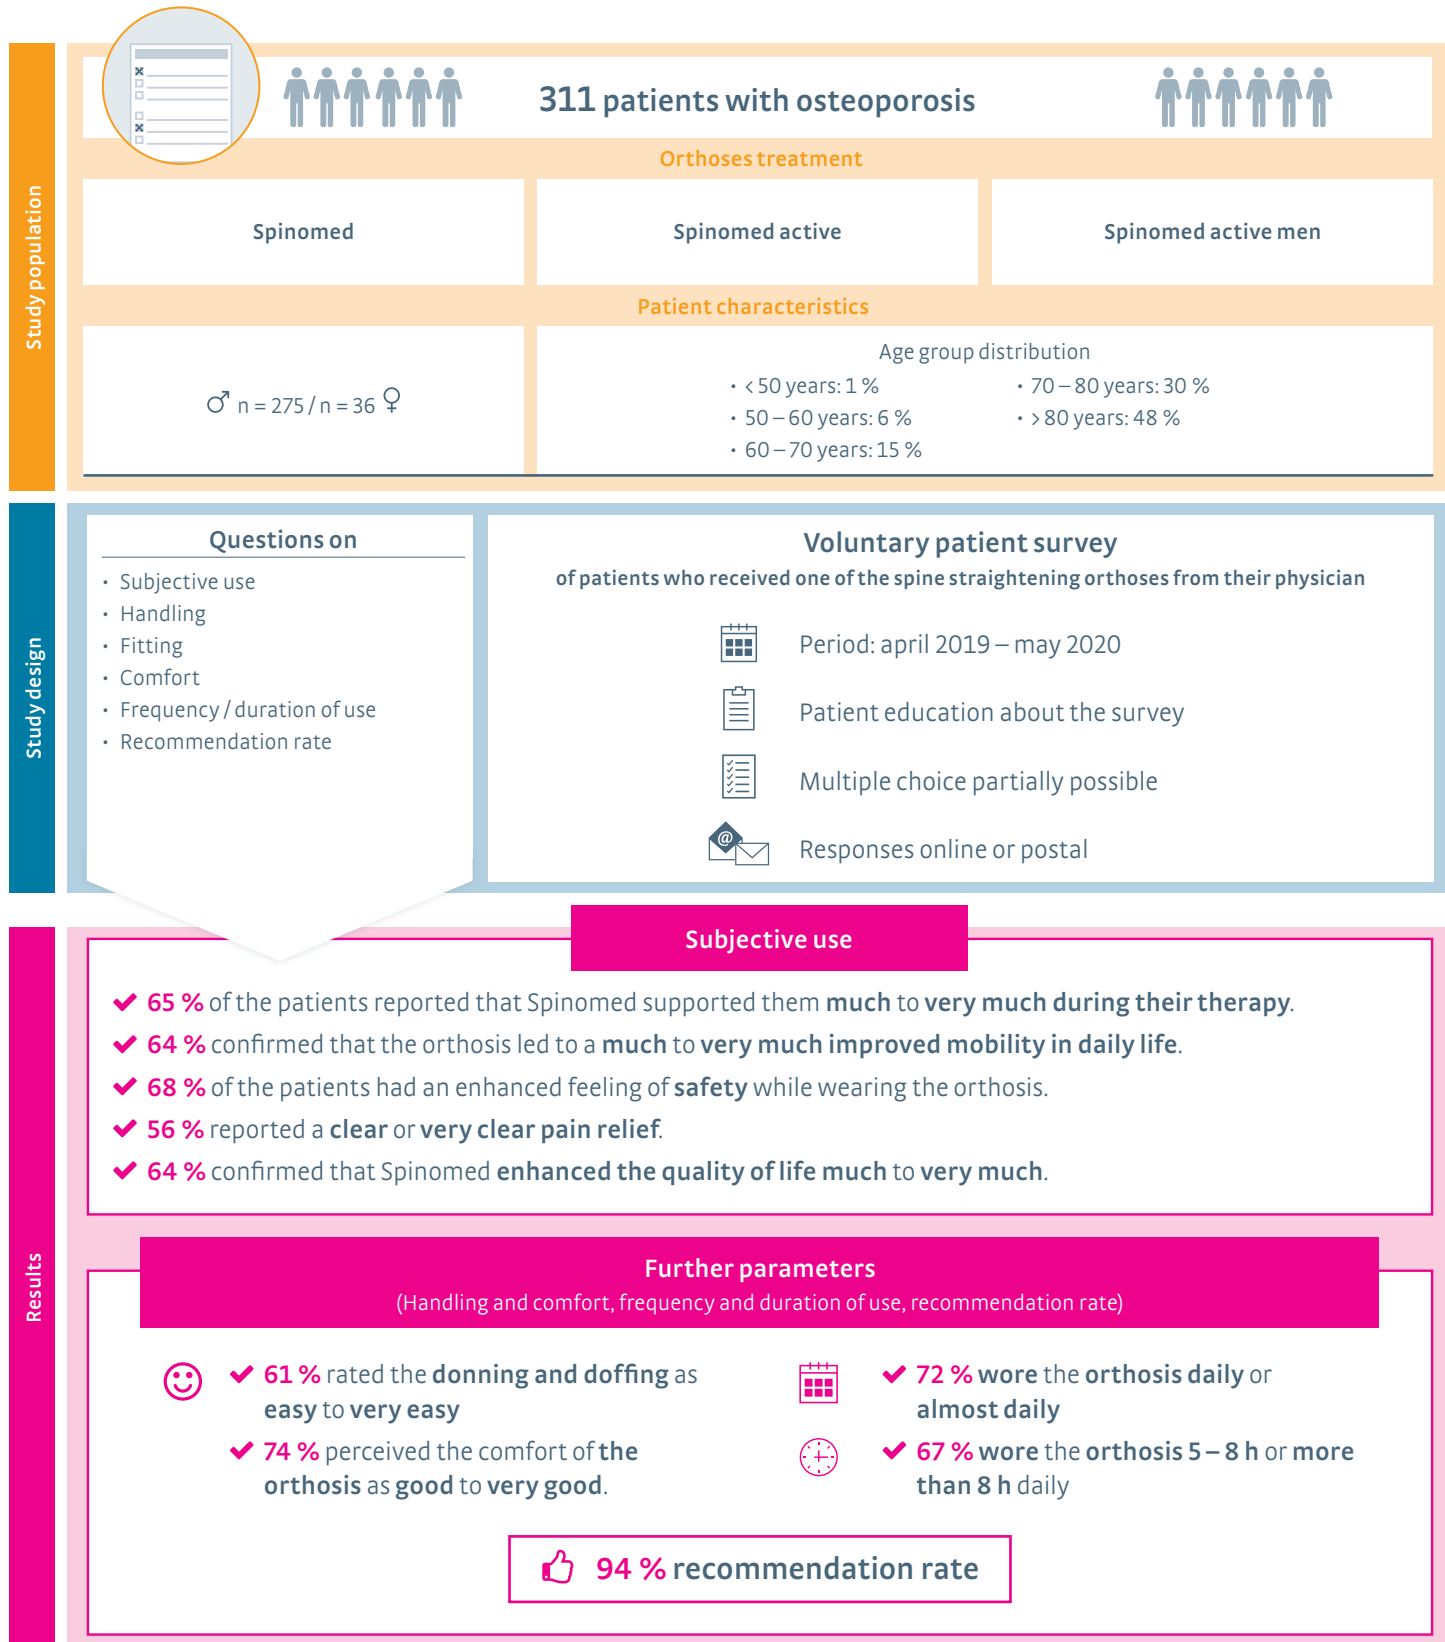 Study population
311 patients with osteoporosis
Orthoses treatment
Spinomed
Spinomed active
Spinomed active men
Patient characteristics
♂ n = 275 / n = 36 ♀
Age group distribution
• < 50 years: 1 %
• 50 – 60 years: 6 %
• 60 – 70 years: 15 %
• 70 – 80 years: 30 %
• > 80 years: 48 %
Study design
Questions on
• Subjective use
• Handling
• Fitting
• Comfort
• Frequency / duration of use
• Recommendation rate
Voluntary patient survey
of patients who received one of the spine straightening orthoses from their physician
Period: april 2019 – may 2020
Patient education about the survey
Multiple choice partially possible
@
Responses online or postal
Results
Subjective use
✔ 65 % of the patients reported that Spinomed supported them much to very much during their therapy.
✔ 64 % confirmed that the orthosis led to a much to very much improved mobility in daily life.
✔ 68 % of the patients had an enhanced feeling of safety while wearing the orthosis.
✔ 56 % reported a clear or very clear pain relief.
✔ 64 % confirmed that Spinomed enhanced the quality of life much to very much.
Further parameters
(Handling and comfort, frequency and duration of use, recommendation rate)
✔ 61 % rated the donning and doffing as
easy to very easy
✔ 74 % perceived the comfort of the
orthosis as good to very good.
✔ 72 % wore the orthosis daily or
almost daily
✔ 67 % wore the orthosis 5 – 8 h or more
than 8 h daily
94 % recommendation rate